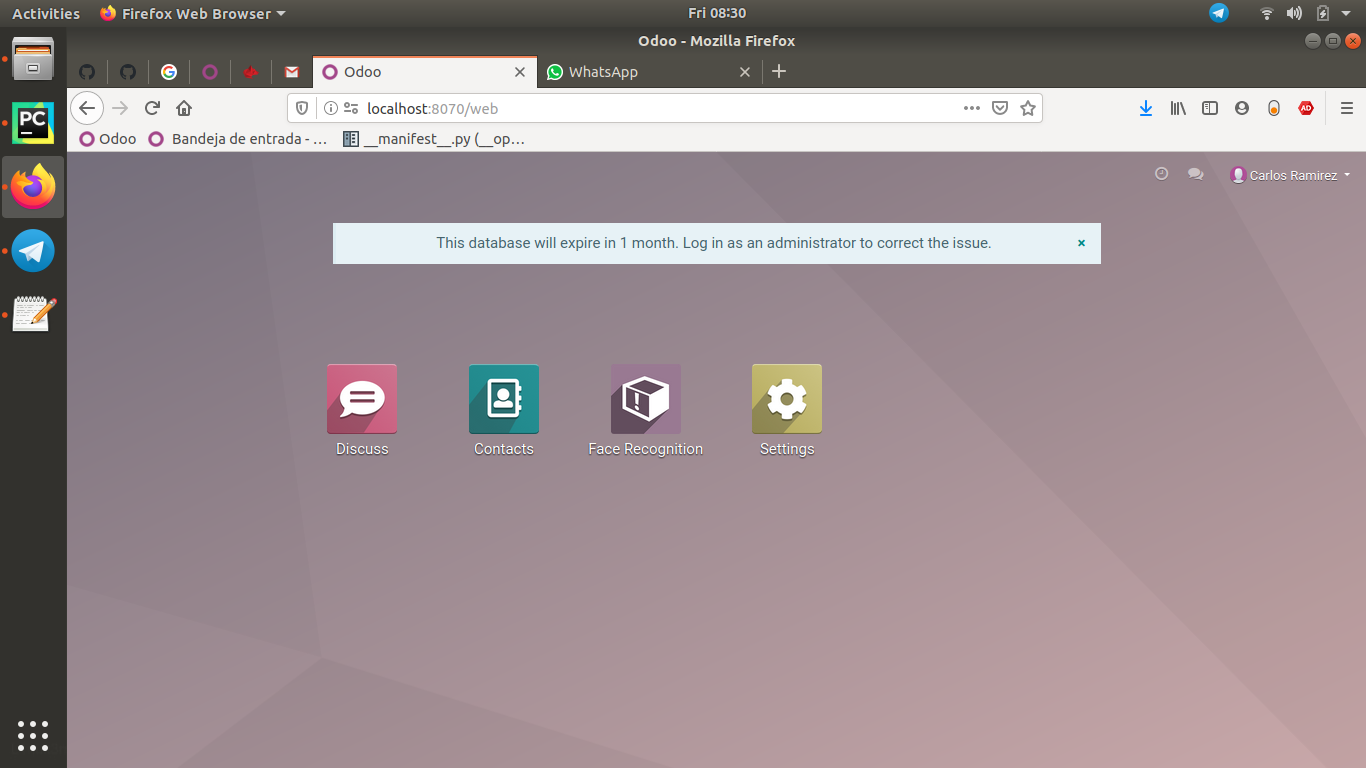 Activities
Firefox Web Browser
Fri 08:30
Odoo - Mozilla Firefox
Odoo
WhatsApp
localhost:8070/web
Odoo
Bandeja de entrada - …
__manifest__.py (__op…
Carlos Ramirez
This database will expire in 1 month. Log in as an administrator to correct the issue.
Discuss
Contacts
Face Recognition
Settings
PC
AD